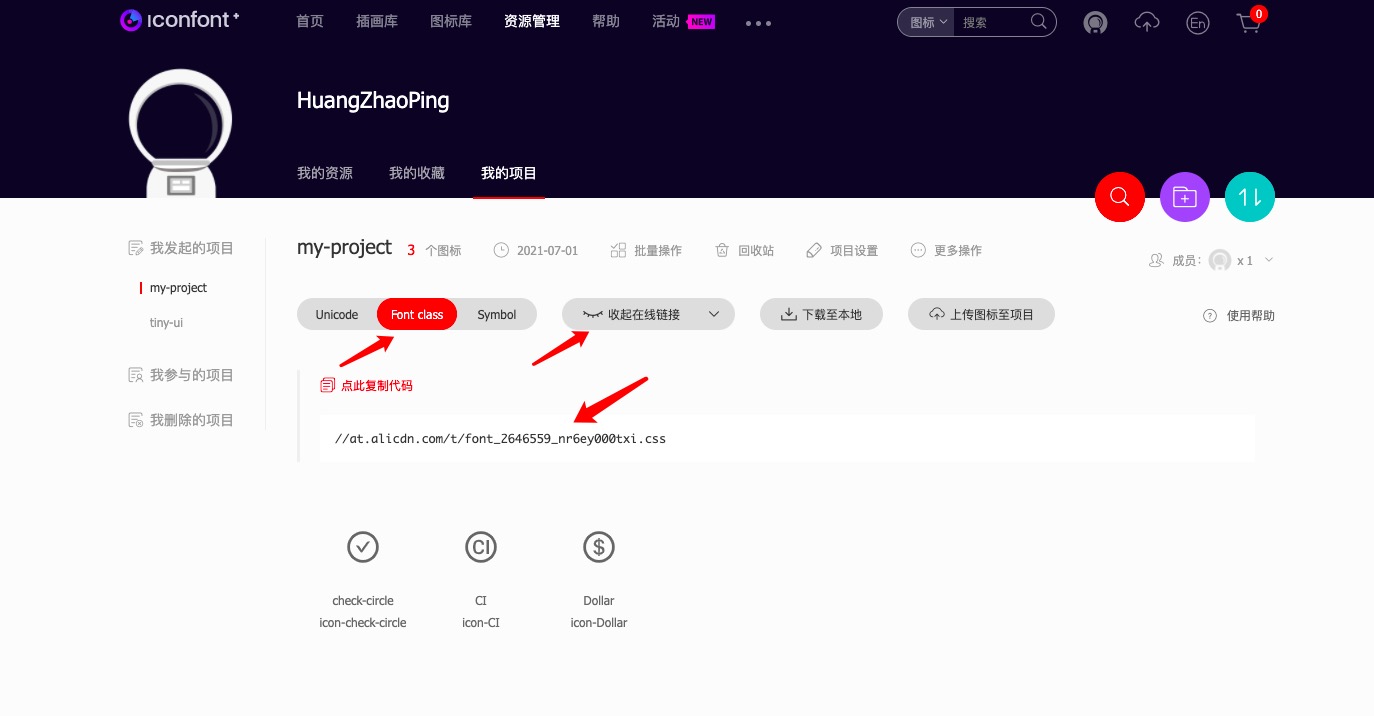 iconfont+ 首页 插画库 图标库 资源管理 帮助 活动 NEW 图标 搜索 En 0
HuangZhaoPing
我的资源 我的收藏 我的项目
我发起的项目
my-project
tiny-ui
我参与的项目
我删除的项目
my-project 3 个图标 2021-07-01 批量操作 回收站 项目设置 更多操作 成员: x 1
Unicode Font class Symbol 收起在线链接 下载至本地 上传图标至项目 使用帮助
点此复制代码
//at.alicdn.com/t/font_2646559_nr6ey000txi.css
CI $
check-circle CI Dollar
icon-check-circle icon-CI icon-Dollar